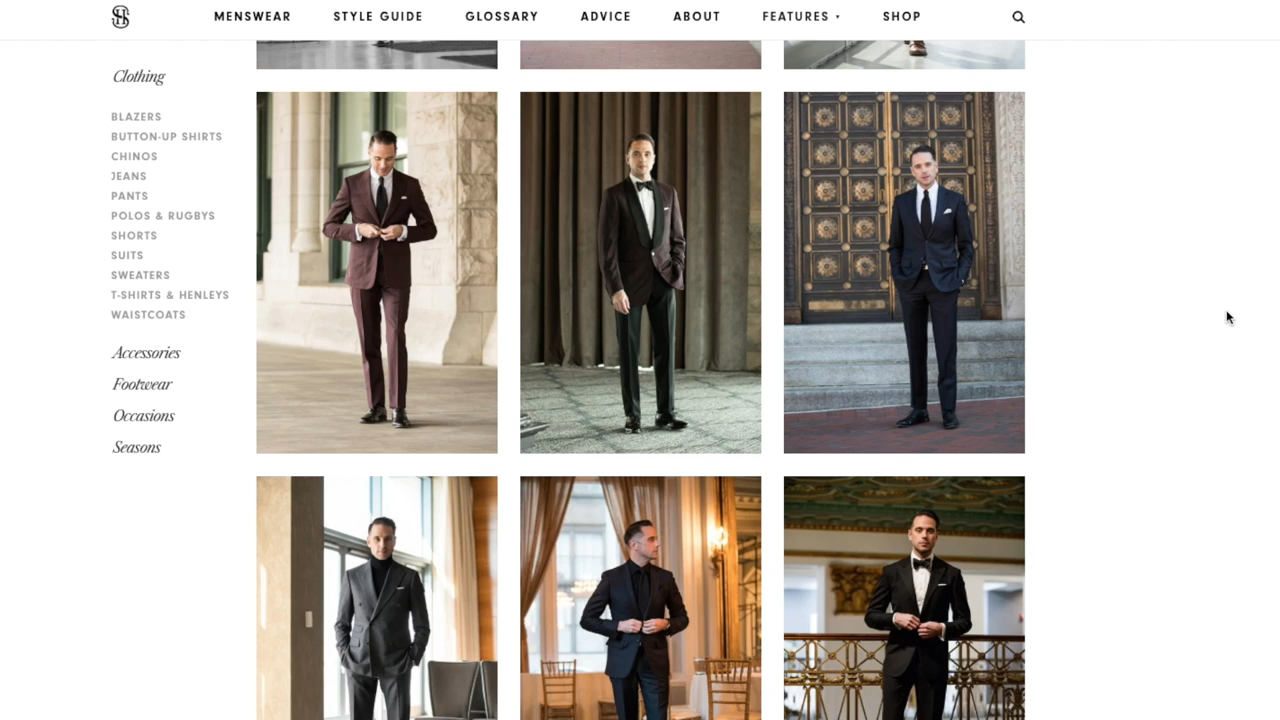 MENSWEAR STYLE GUIDE GLOSSARY ADVICE ABOUT FEATURES SHOP
Clothing
BLAZERS
BUTTON-UP SHIRTS
CHINOS
JEANS
PANTS
POLOS & RUGBYS
SHORTS
SUITS
SWEATERS
T-SHIRTS & HENLEYS
WAISTCOATS
Accessories
Footwear
Occasions
Seasons